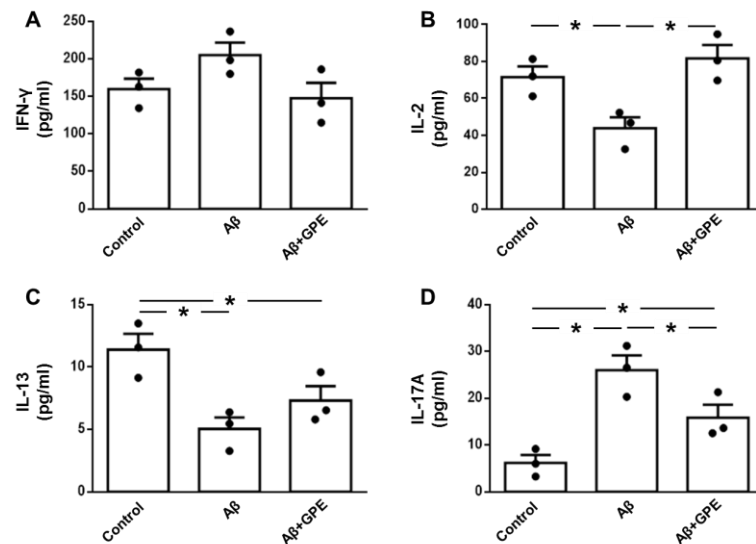 A
IFN-γ
(pg/ml)
250
200
150
100
50
0
Control
Aβ
Aβ+GPE
B
IL-2
(pg/ml)
100
80
60
40
20
0
* *
Control
Aβ
Aβ+GPE
C
IL-13
(pg/ml)
15
10
5
0
*
*
Control
Aβ
Aβ+GPE
D
IL-17A
(pg/ml)
40
30
20
10
0
*
* *
Control
Aβ
Aβ+GPE